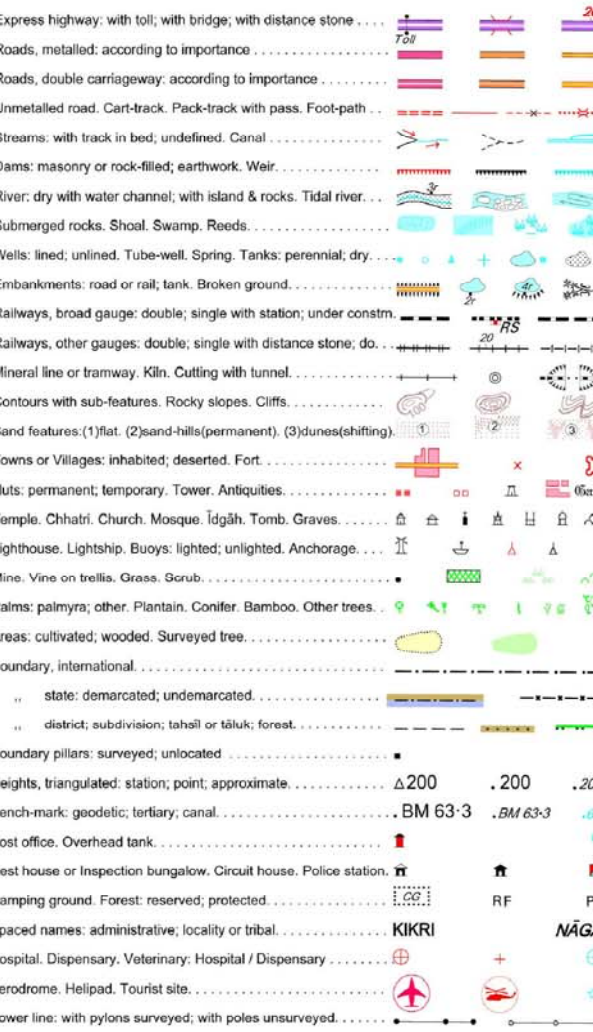 Express highway: with toll; with bridge; with distance stone . . . .
Toll
Roads, metalled: according to importance . . . . . . . . . . . . . . .
Roads, double carriageway: according to importance . . . . . . . . .
Unmetalled road. Cart-track. Pack-track with pass. Foot-path . .
Streams: with track in bed; undefined. Canal . . . . . . . . . . . . . . .
Dams: masonry or rock-filled; earthwork. Weir. . . . . . . . . . . . . .
River: dry with water channel; with island & rocks. Tidal river. . . 3r
Submerged rocks. Shoal. Swamp. Reeds. . . . . . . . . . . . . . . . . .
Wells: lined; unlined. Tube-well. Spring. Tanks: perennial; dry. . . .
Embankments: road or rail; tank. Broken ground. . . . . . . . . . . . 2r 4r
Railways, broad gauge: double; single with station; under constrn. RS
Railways, other gauges: double; single with distance stone; do. . . 20
Mineral line or tramway. Kiln. Cutting with tunnel. . . . . . . . . . . .
Contours with sub-features. Rocky slopes. Cliffs. . . . . . . . . . . .
Sand features:(1)flat. (2)sand-hills(permanent). (3)dunes(shifting). 1 2 3
Towns or Villages: inhabited; deserted. Fort. . . . . . . . . . . . . . . .
Huts: permanent; temporary. Tower. Antiquities. . . . . . . . . . . . .
Temple. Chhatri. Church. Mosque. Īdgāh. Tomb. Graves. . . . . . .
Lighthouse. Lightship. Buoys: lighted; unlighted. Anchorage. . . .
Mine. Vine on trellis. Grass. Scrub. . . . . . . . . . . . . . . . . . . . . .
Palms: palmyra; other. Plantain. Conifer. Bamboo. Other trees. .
Areas: cultivated; wooded. Surveyed tree. . . . . . . . . . . . . . . . .
Boundary, international. . . . . . . . . . . . . . . . . . . . . . . . . . . . . .
,, state: demarcated; undemarcated. . . . . . . . . . . . . . . .
,, district; subdivision; tahsīl or tāluk; forest. . . . . . . . . . .
Boundary pillars: surveyed; unlocated . . . . . . . . . . . . . . . . . . .
Heights, triangulated: station; point; approximate. . . . . . . . . . . . 200 .200
Bench-mark: geodetic; tertiary; canal. . . . . . . . . . . . . . . . . . . . . BM 63·3 .BM 63·3
Post office. Overhead tank. . . . . . . . . . . . . . . . . . . . . . . . . . . .
Rest house or Inspection bungalow. Circuit house. Police station.
Camping ground. Forest: reserved; protected. . . . . . . . . . . . . . . CG RF
Spaced names: administrative; locality or tribal. . . . . . . . . . . . . KIKRI
Hospital. Dispensary. Veterinary: Hospital / Dispensary . . . . . . .
Aerodrome. Helipad. Tourist site. . . . . . . . . . . . . . . . . . . . . . . .
Power line: with pylons surveyed; with poles unsurveyed. . . . . .